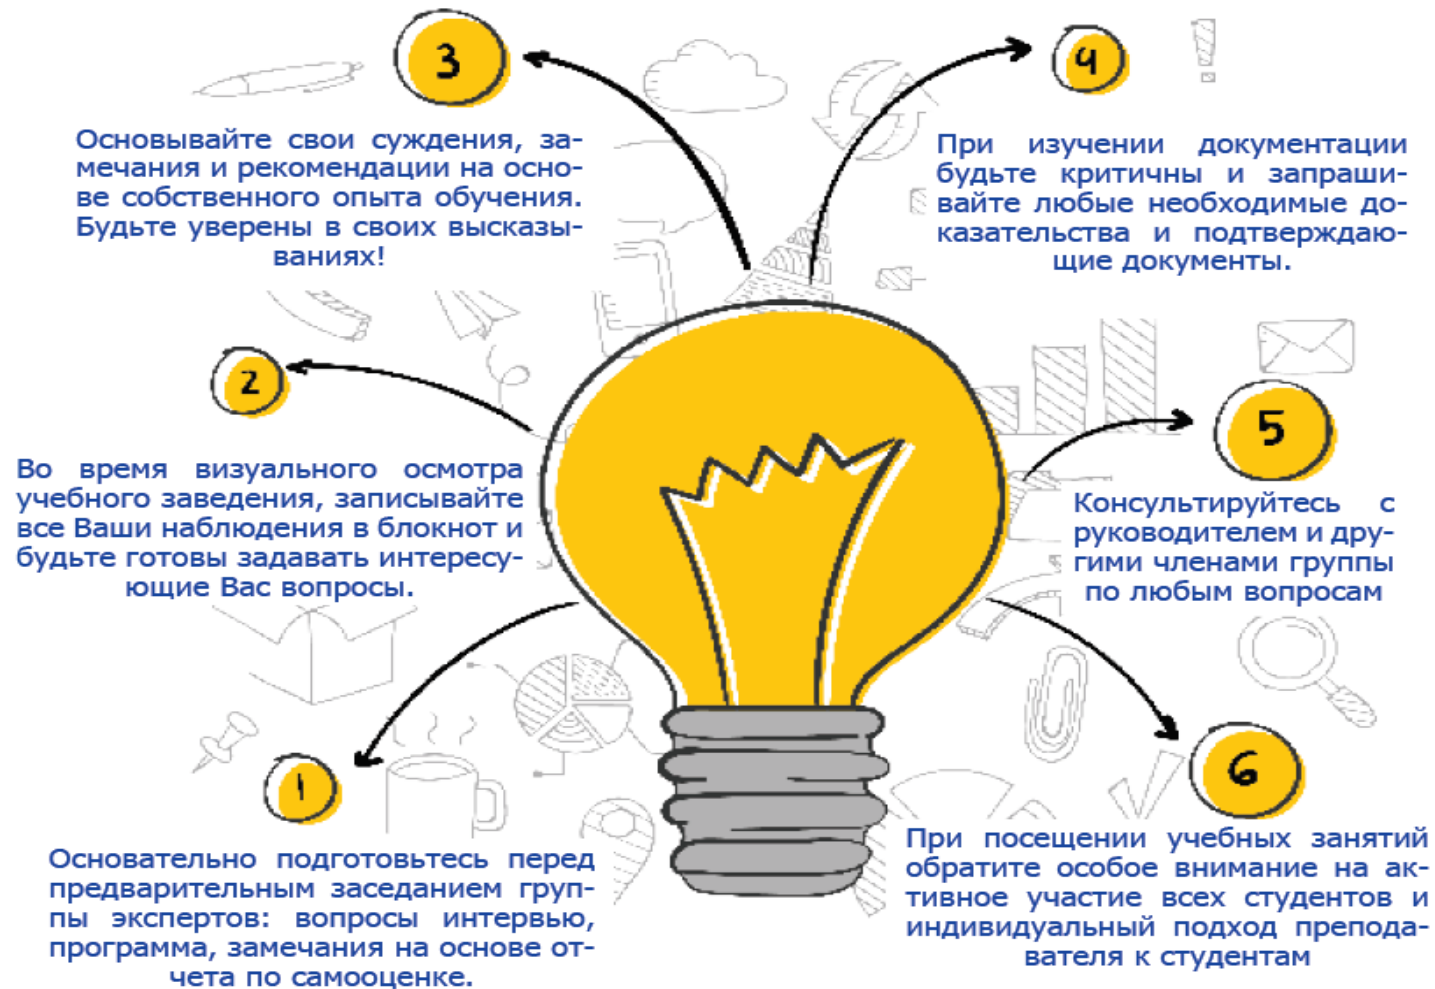 3
Основывайте свои суждения, за-
мечания и рекомендации на осно-
ве собственного опыта обучения.
Будьте уверены в своих высказы-
ваниях!
4
При изучении документации
будьте критичны и запраши-
вайте любые необходимые до-
казательства и подтверждаю-
щие документы.
2
Во время визуального осмотра
учебного заведения, записывайте
все Ваши наблюдения в блокнот и
будьте готовы задавать интересу-
ющие Вас вопросы.
5
Консультируйтесь с
руководителем и дру-
гими членами группы
по любым вопросам
1
Основательно подготовьтесь перед
предварительным заседанием груп-
пы экспертов: вопросы интервью,
программа, замечания на основе от-
чета по самооценке.
6
При посещении учебных занятий
обратите особое внимание на ак-
тивное участие всех студентов и
индивидуальный подход препода-
вателя к студентам